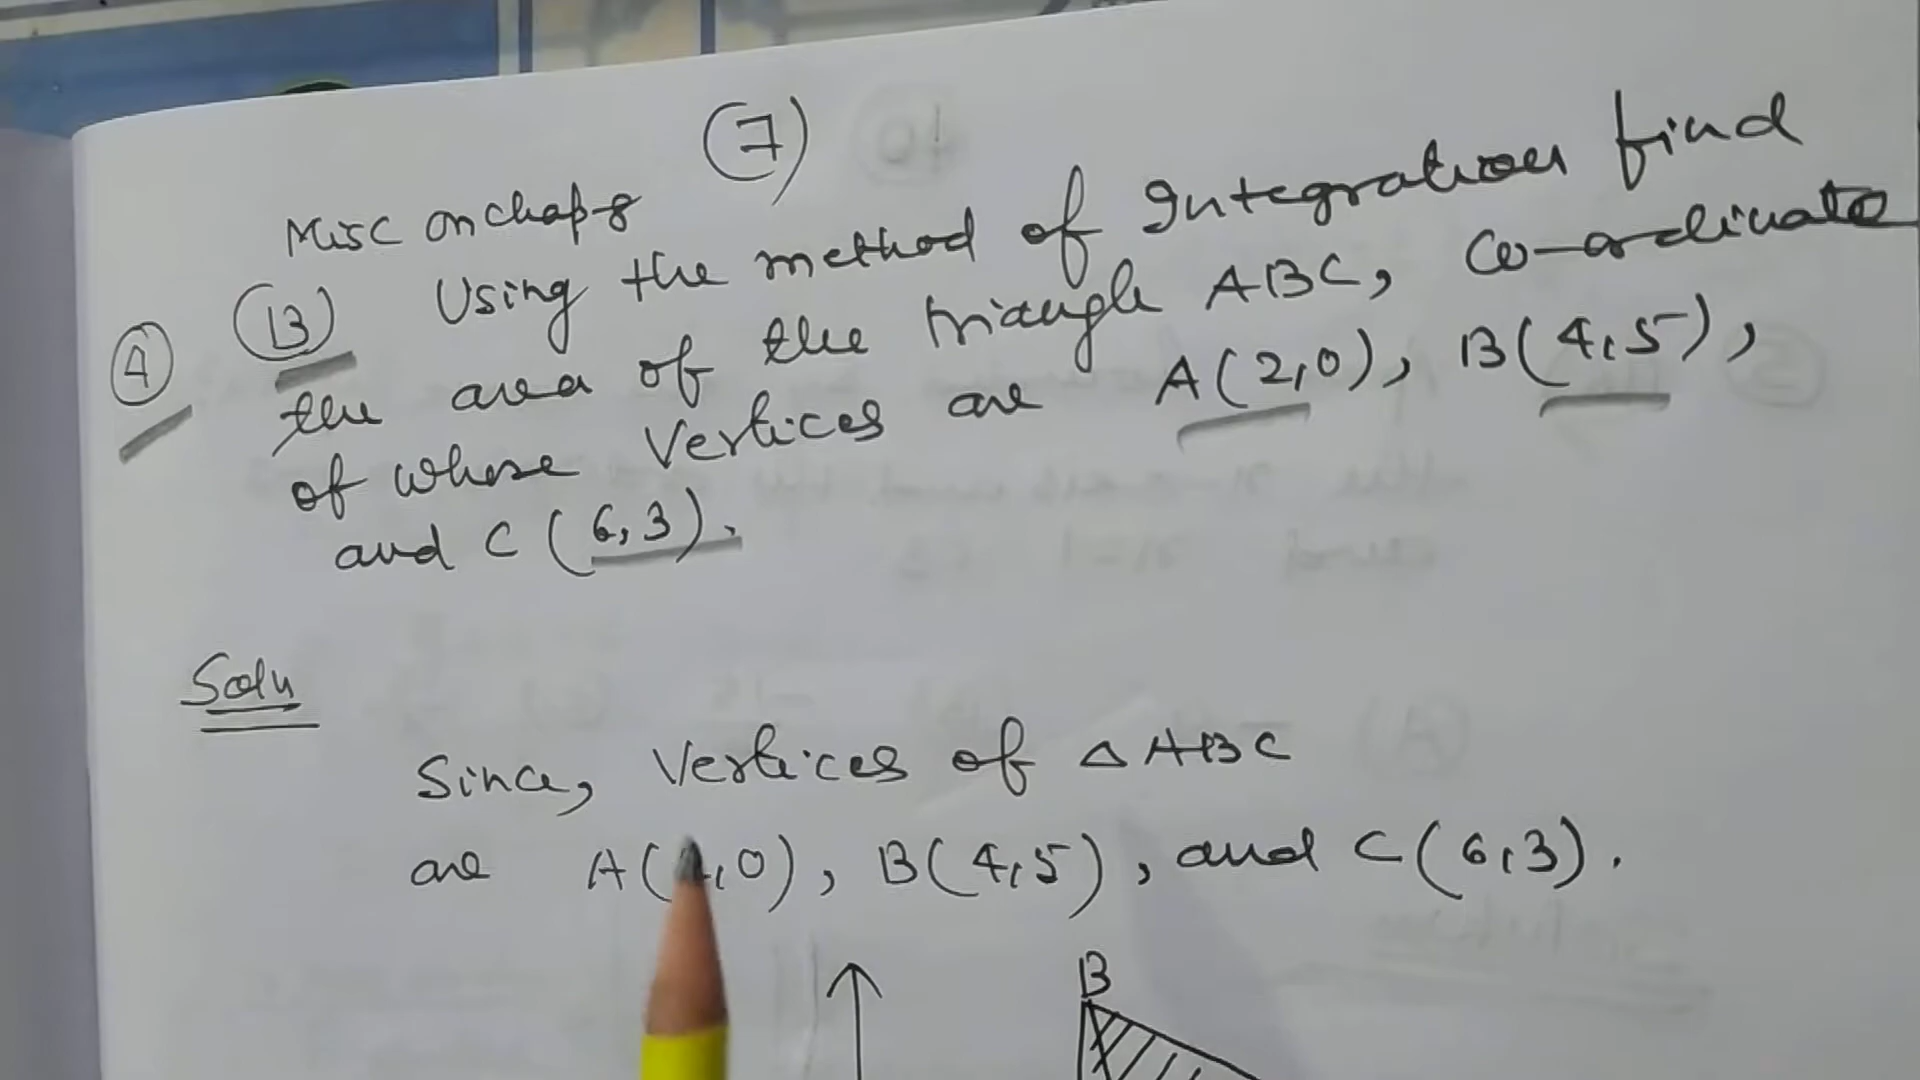 (7)
Misc on chap-8
(4) (13) Using the method of Integration find
the area of the triangle ABC, Co-ordinate
of whose Vertices are A(2,0), B(4,5),
and C (6,3).
Soln
Since, Vertices of △ ABC
are A( ,0), B(4,5), and C(6,3).
B